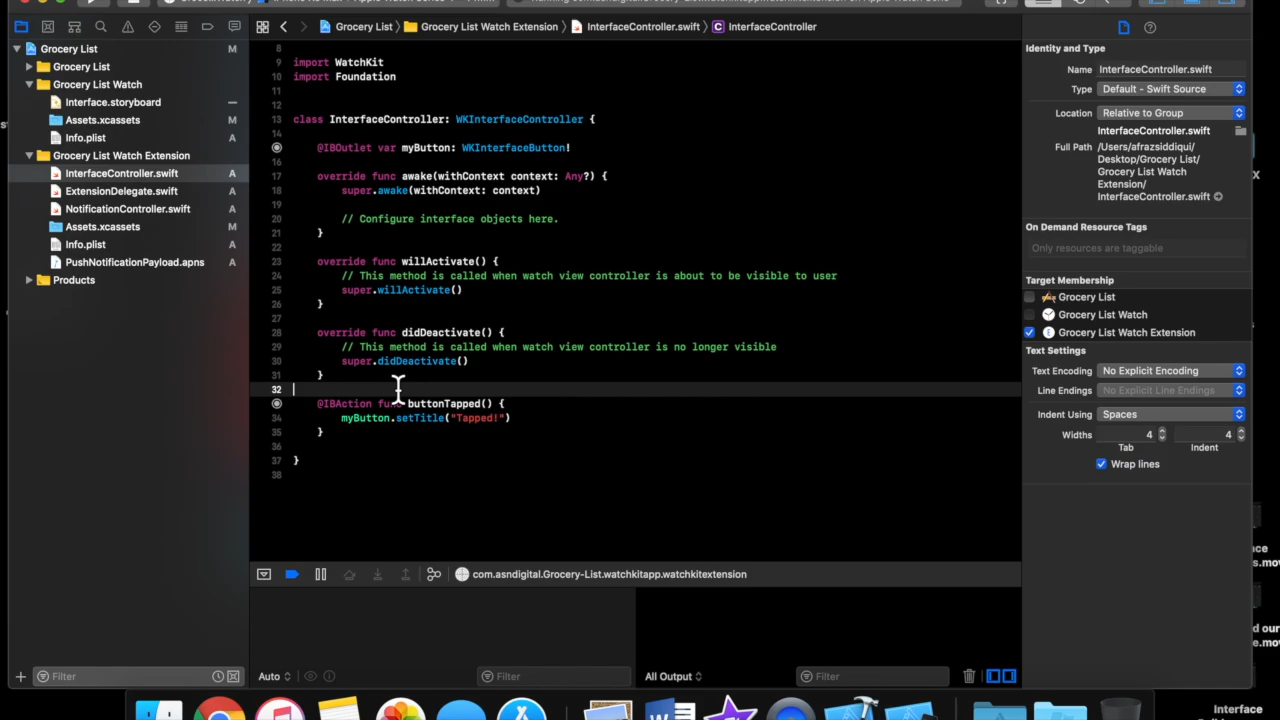 Grocery List
InterfaceController.swift
Grocery List Watch Extension
InterfaceController
Grocery List M
Grocery List
Grocery List Watch
Interface.storyboard
Assets.xcassets M
Info.plist A
Grocery List Watch Extension
InterfaceController.swift A
ExtensionDelegate.swift A
NotificationController.swift A
Assets.xcassets M
Info.plist A
PushNotificationPayload.apns A
Products
Filter
8
9 import WatchKit
10 import Foundation
11
12
13 class InterfaceController: WKInterfaceController {
14
@IBOutlet var myButton: WKInterfaceButton!
16
17 override func awake(withContext context: Any?) {
18 super.awake(withContext: context)
19
20 // Configure interface objects here.
21 }
22
23 override func willActivate() {
24 // This method is called when watch view controller is about to be visible to user
25 super.willActivate()
26 }
27
28 override func didDeactivate() {
29 // This method is called when watch view controller is no longer visible
30 super.didDeactivate()
31 }
32
@IBAction func buttonTapped() {
34 myButton.setTitle("Tapped!")
35 }
36
37 }
38
com.asndigital.Grocery-List.watchkitapp.watchkitextension
Auto
Filter
All Output
Filter
Identity and Type
Name InterfaceController.swift
Type Default - Swift Source
Location Relative to Group
InterfaceController.swift
Full Path /Users/afrazsiddiqui/
Desktop/Grocery List/
Grocery List Watch
Extension/
InterfaceController.swift
On Demand Resource Tags
Only resources are taggable
Target Membership
Grocery List
Grocery List Watch
Grocery List Watch Extension
Text Settings
Text Encoding No Explicit Encoding
Line Endings No Explicit Line Endings
Indent Using Spaces
Widths 4 4
Tab Indent
Wrap lines
Interface